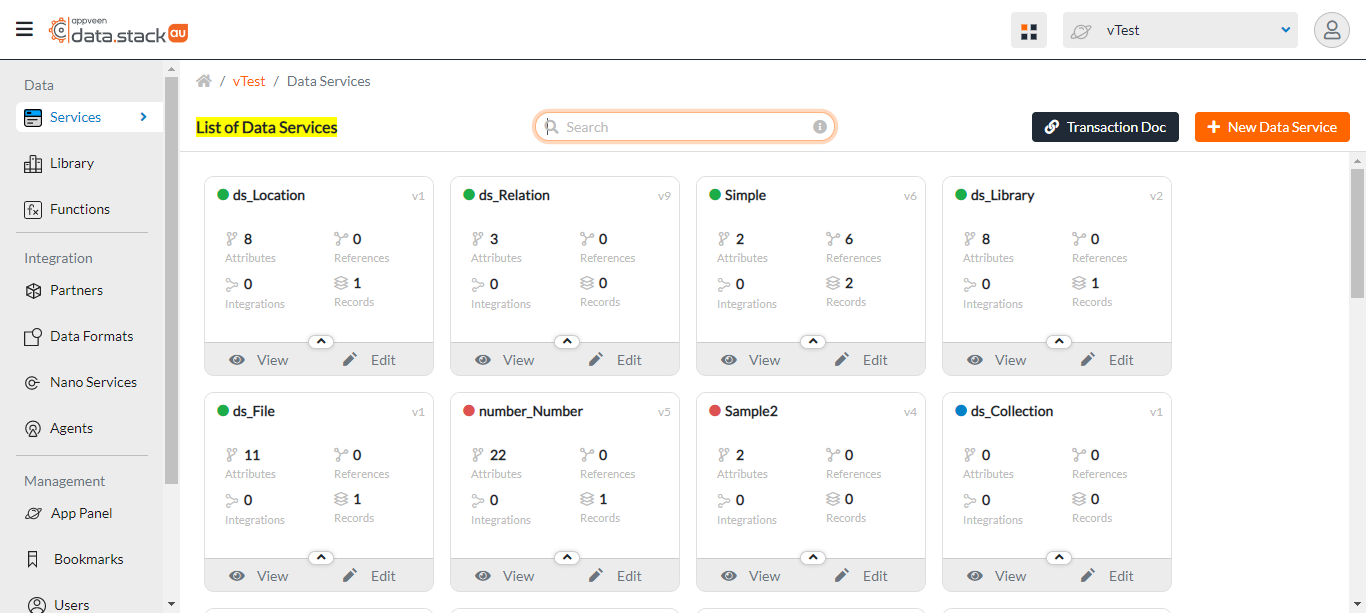 appveen
data.stack au
vTest
Data
Services
Library
Functions
Integration
Partners
Data Formats
Nano Services
Agents
Management
App Panel
Bookmarks
Users
/ vTest / Data Services
List of Data Services
Search
Transaction Doc
New Data Service
ds_Location v1
8 0
Attributes References
0 1
Integrations Records
View Edit
ds_Relation v9
3 0
Attributes References
0 0
Integrations Records
View Edit
Simple v6
2 6
Attributes References
0 2
Integrations Records
View Edit
ds_Library v2
8 0
Attributes References
0 1
Integrations Records
View Edit
ds_File v1
11 0
Attributes References
0 1
Integrations Records
View Edit
number_Number v5
22 0
Attributes References
0 1
Integrations Records
View Edit
Sample2 v4
2 0
Attributes References
0 0
Integrations Records
View Edit
ds_Collection v1
0 0
Attributes References
0 0
Integrations Records
View Edit